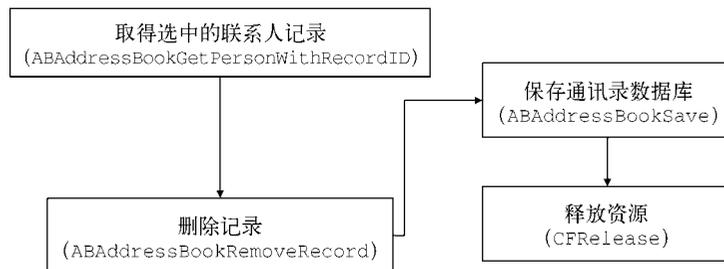 取得选中的联系人记录
(ABAddressBookGetPersonWithRecordID)
删除记录
(ABAddressBookRemoveRecord)
保存通讯录数据库
(ABAddressBookSave)
释放资源
(CFRelease)